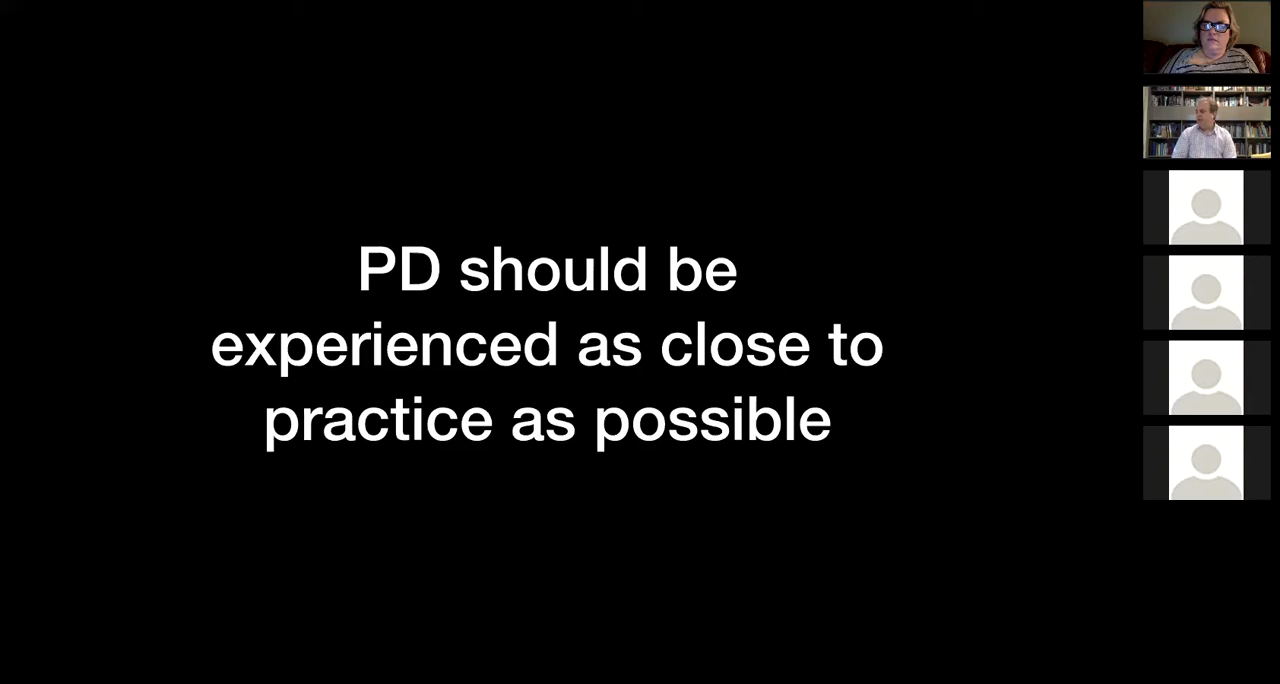 PD should be
experienced as close to
practice as possible